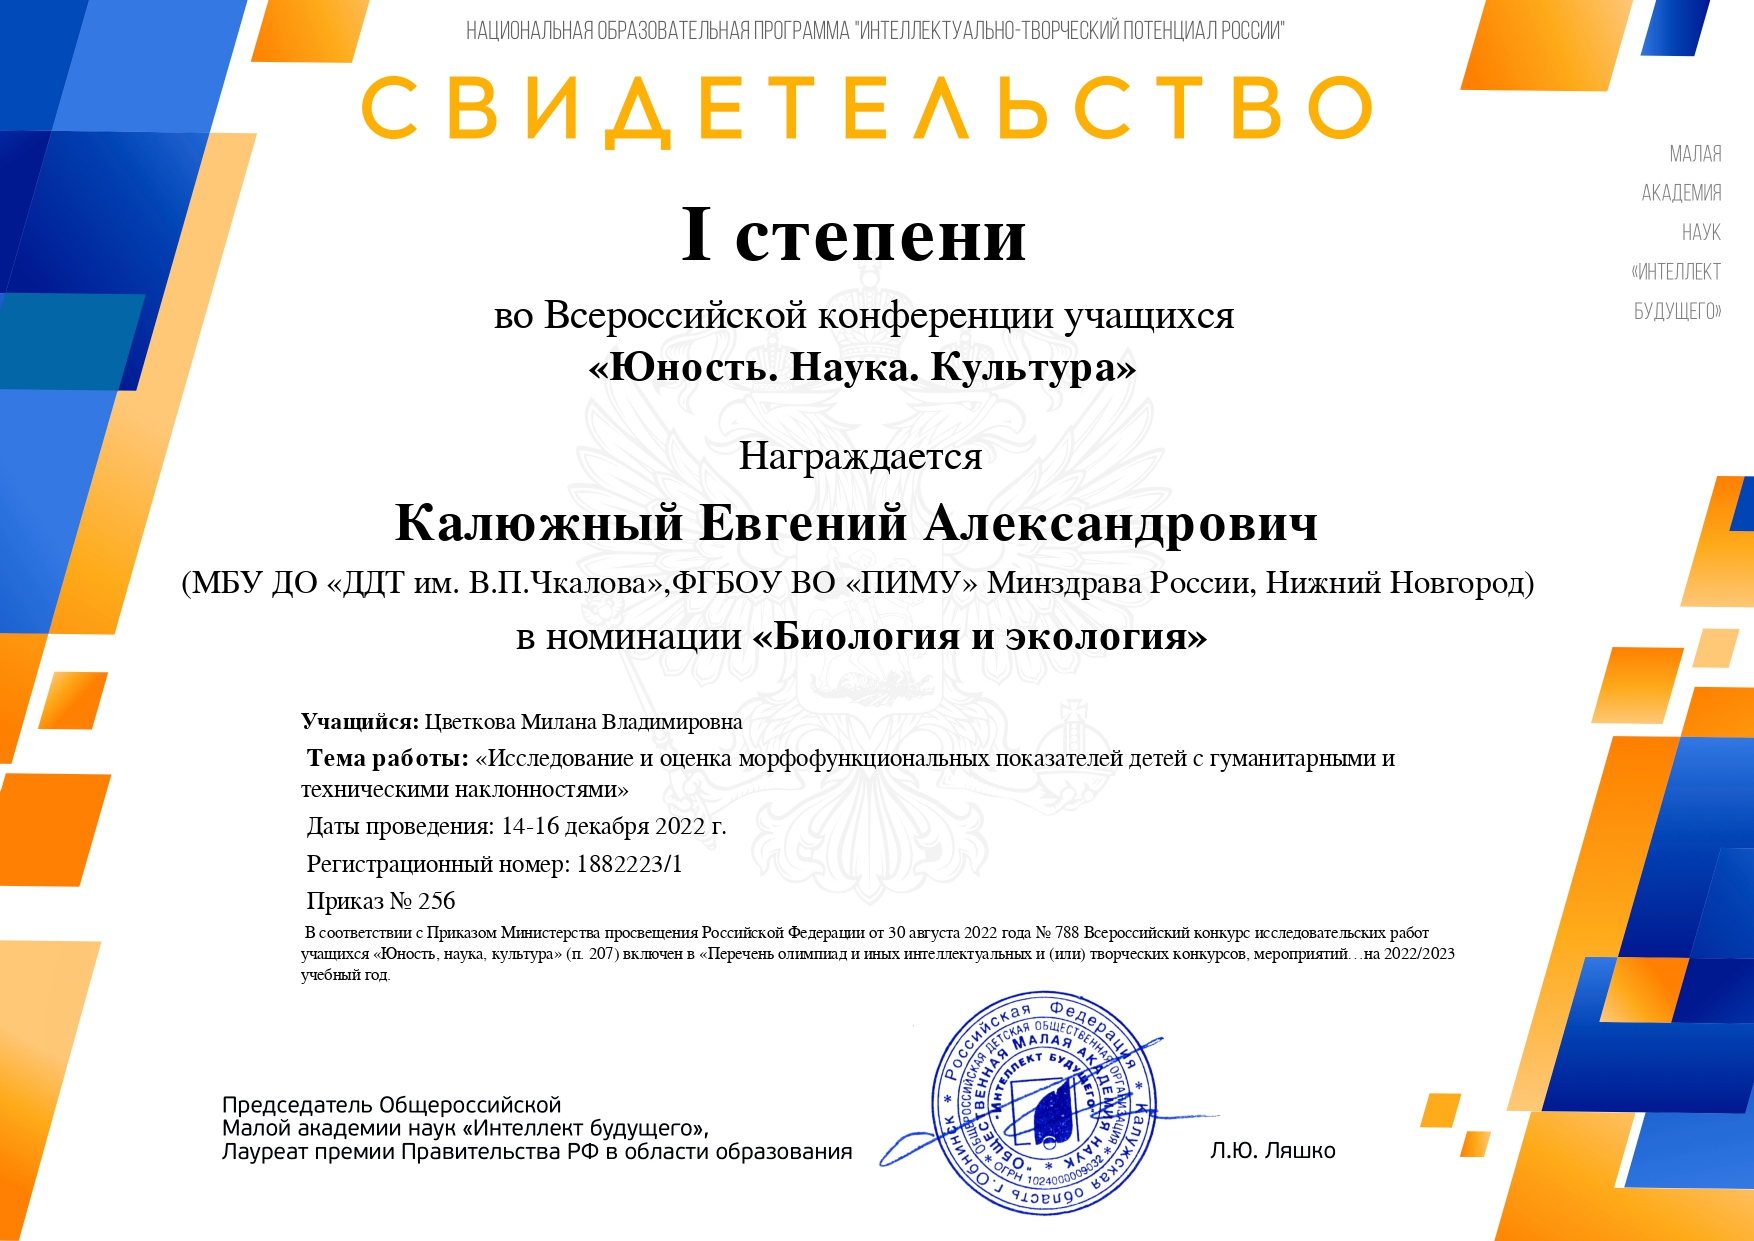 НАЦИОНАЛЬНАЯ ОБРАЗОВАТЕЛЬНАЯ ПРОГРАММА "ИНТЕЛЛЕКТУАЛЬНО-ТВОРЧЕСКИЙ ПОТЕНЦИАЛ РОССИИ"
СВИДЕТЕЛЬСТВО
МАЛАЯ
АКАДЕМИЯ
НАУК
«ИНТЕЛЛЕКТ
БУДУЩЕГО»
I степени
во Всероссийской конференции учащихся
«Юность. Наука. Культура»
Награждается
Калюжный Евгений Александрович
(МБУ ДО «ДДТ им. В.П.Чкалова»,ФГБОУ ВО «ПИМУ» Минздрава России, Нижний Новгород)
в номинации «Биология и экология»
Учащийся: Цветкова Милана Владимировна
Тема работы: «Исследование и оценка морфофункциональных показателей детей с гуманитарными и
техническими наклонностями»
Даты проведения: 14-16 декабря 2022 г.
Регистрационный номер: 1882223/1
Приказ № 256
В соответствии с Приказом Министерства просвещения Российской Федерации от 30 августа 2022 года № 788 Всероссийский конкурс исследовательских работ
учащихся «Юность, наука, культура» (п. 207) включен в «Перечень олимпиад и иных интеллектуальных и (или) творческих конкурсов, мероприятий…на 2022/2023
учебный год.
Председатель Общероссийской
Малой академии наук «Интеллект будущего»,
Лауреат премии Правительства РФ в области образования
Российская Федерация * Калужская область г.Обнинск *
ОБЩЕРОССИЙСКАЯ ДЕТСКАЯ ОБЩЕСТВЕННАЯ ОРГАНИЗАЦИЯ * ОГРН 1024000009032 *
"ОБЩЕСТВЕННАЯ МАЛАЯ АКАДЕМИЯ НАУК *
"ИНТЕЛЛЕКТ БУДУЩЕГО"
Л.Ю. Ляшко